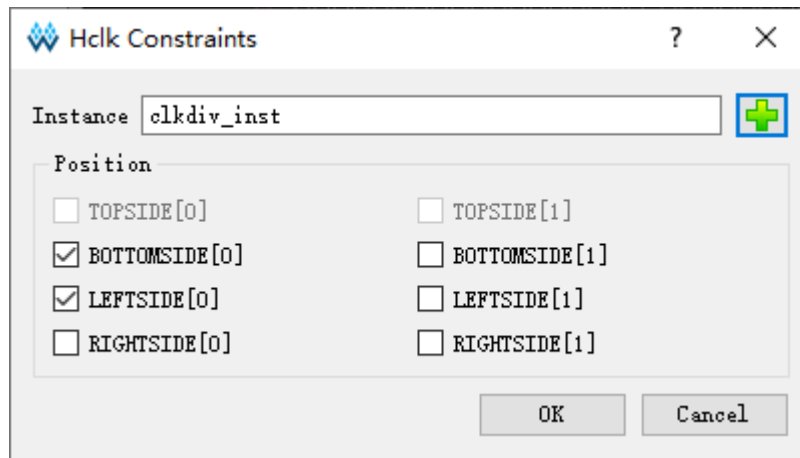 Hclk Constraints ?
Instance clkdiv_inst
Position
TOPSIDE[0] TOPSIDE[1]
BOTTOMSIDE[0] BOTTOMSIDE[1]
LEFTSIDE[0] LEFTSIDE[1]
RIGHTSIDE[0] RIGHTSIDE[1]
OK Cancel